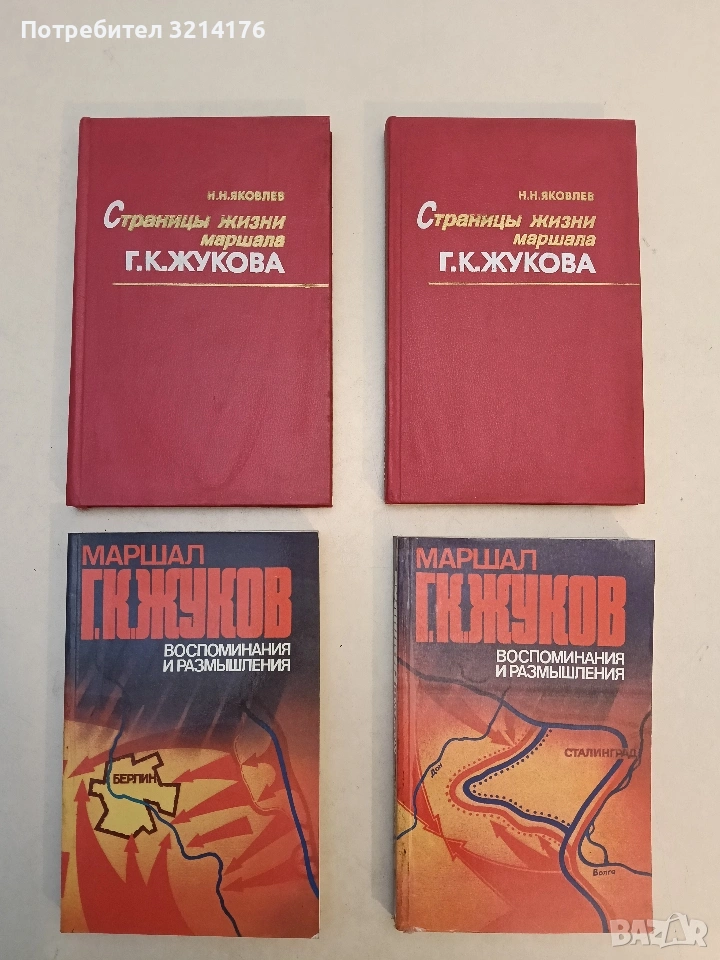 Потребител 3214176
Н.Н.ЯКОВЛЕВ
Страницы жизни
маршала
Г.К.ЖУКОВА
Н.Н.ЯКОВЛЕВ
Страницы жизни
маршала
Г.К.ЖУКОВА
МАРШАЛ
Г.К.ЖУКОВ
ВОСПОМИНАНИЯ
И РАЗМЫШЛЕНИЯ
БЕРЛИН
МАРШАЛ
Г.К.ЖУКОВ
ВОСПОМИНАНИЯ
И РАЗМЫШЛЕНИЯ
СТАЛИНГРАД
Дон
Волга
BAZAR